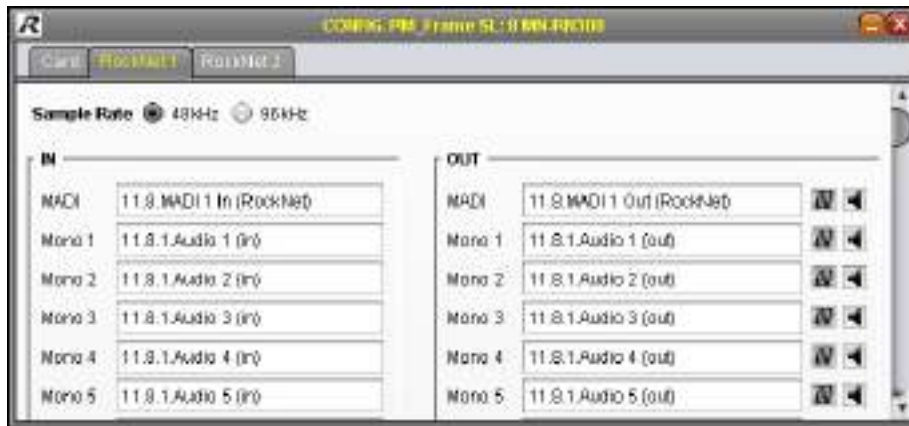 R CONFIG: PM_Frame SL: 8 MN-RN300
Card RockNet 1 RockNet 2
Sample Rate 48kHz 96kHz
IN OUT
MADI 11.8.MADI 1 In (RockNet) MADI 11.8.MADI 1 Out (RockNet)
Mono 1 11.8.1.Audio 1 (in) Mono 1 11.8.1.Audio 1 (out)
Mono 2 11.8.1.Audio 2 (in) Mono 2 11.8.1.Audio 2 (out)
Mono 3 11.8.1.Audio 3 (in) Mono 3 11.8.1.Audio 3 (out)
Mono 4 11.8.1.Audio 4 (in) Mono 4 11.8.1.Audio 4 (out)
Mono 5 11.8.1.Audio 5 (in) Mono 5 11.8.1.Audio 5 (out)